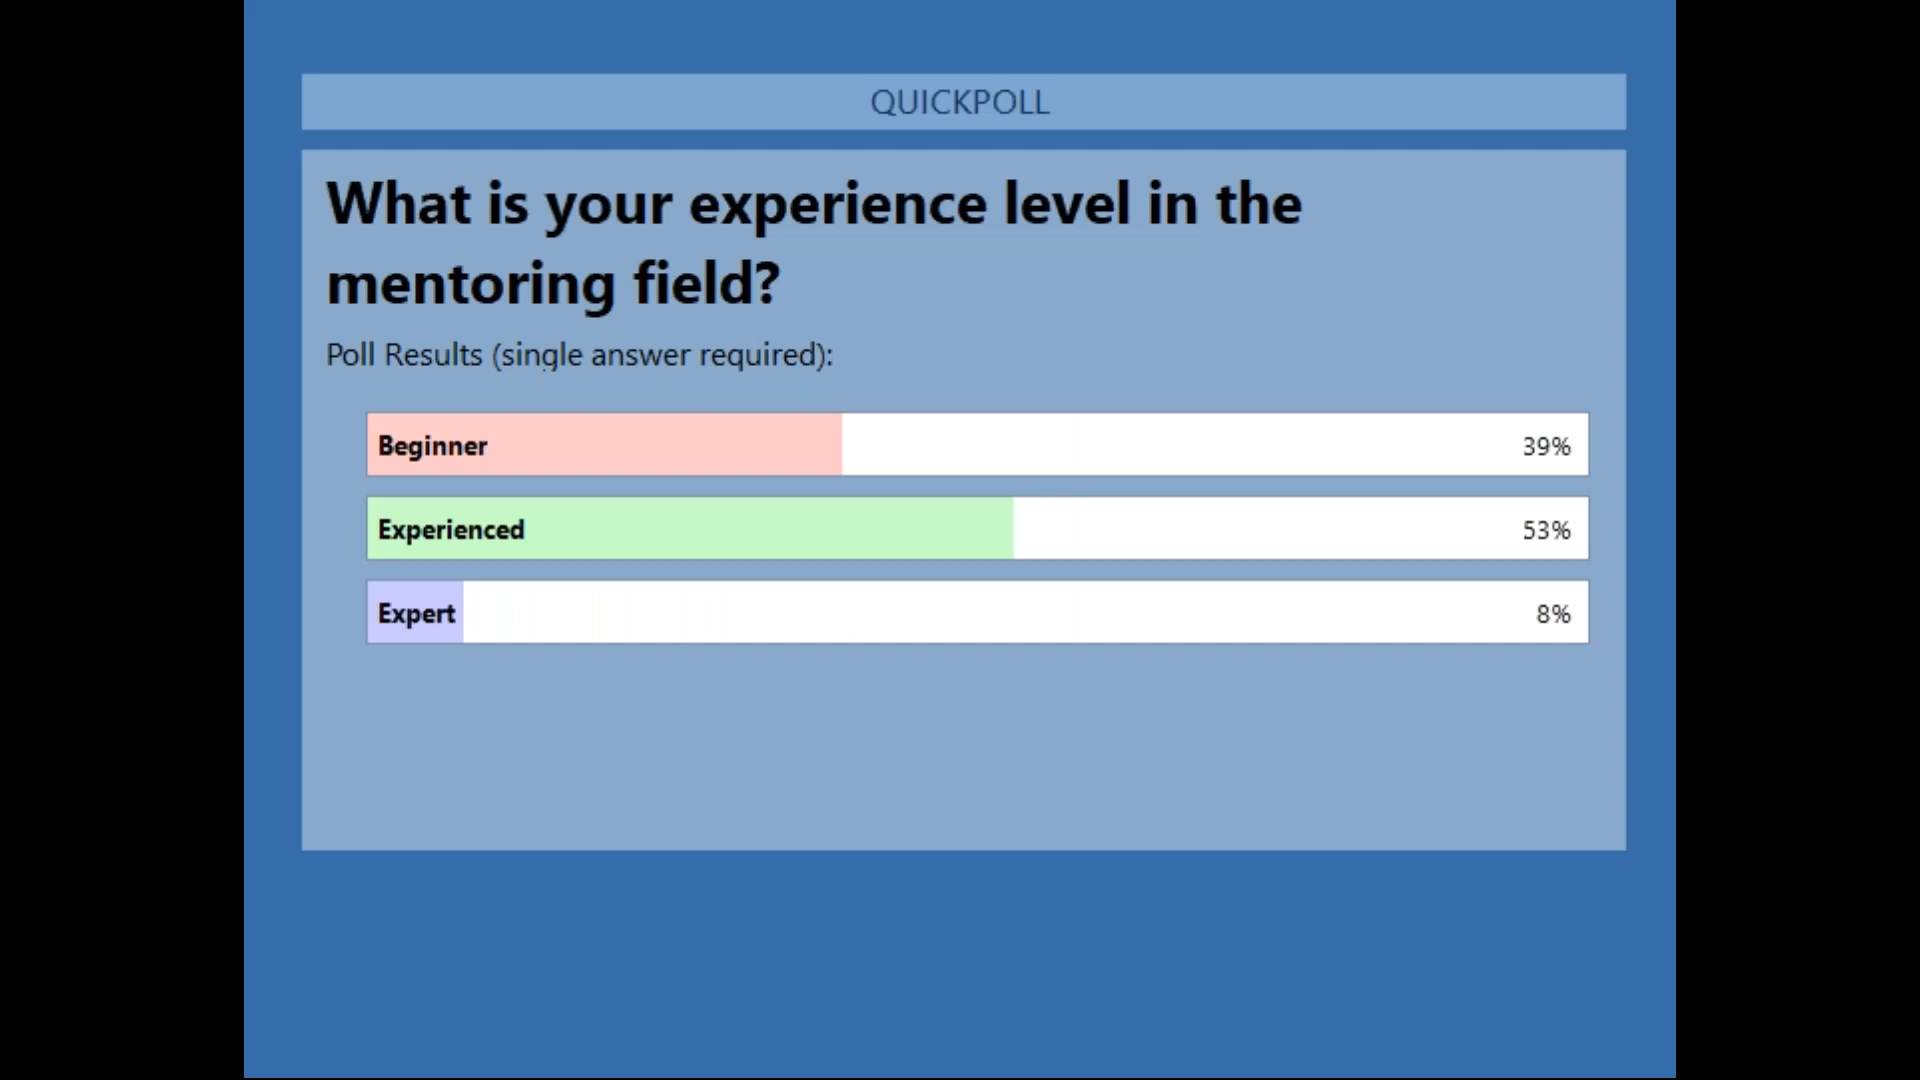 QUICKPOLL
What is your experience level in the
mentoring field?
Poll Results (single answer required):
Beginner 39%
Experienced 53%
Expert 8%